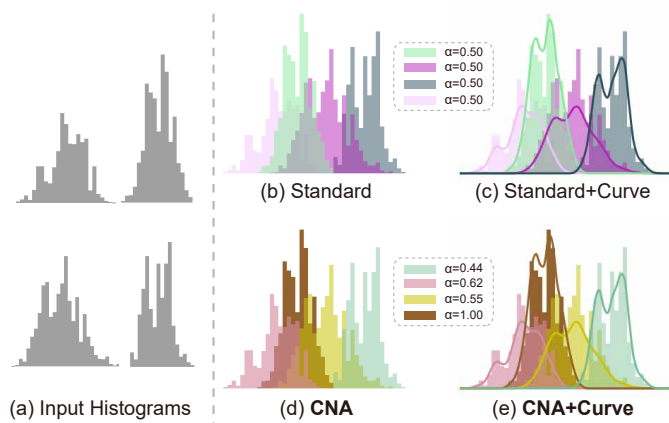 α=0.50
α=0.50
α=0.50
α=0.50
(b) Standard
(c) Standard+Curve
α=0.44
α=0.62
α=0.55
α=1.00
(a) Input Histograms
(d) CNA
(e) CNA+Curve